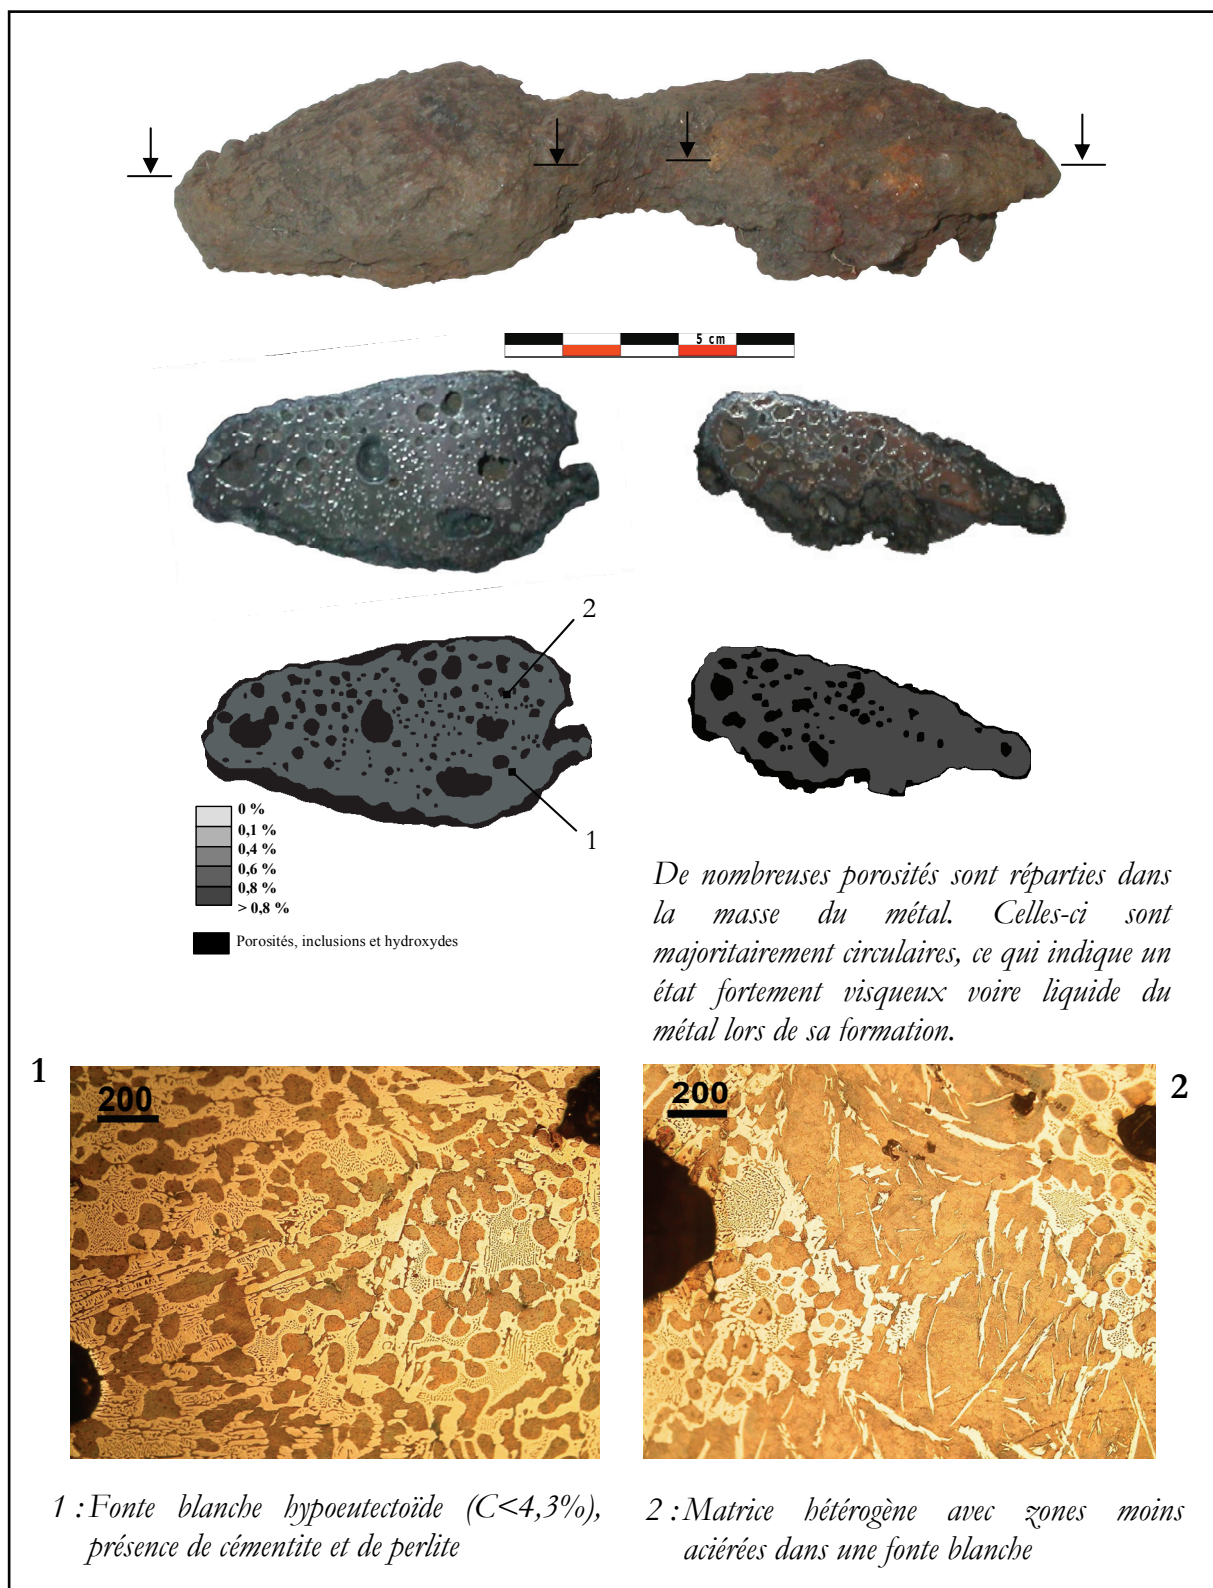 5 cm
2
1
0 %
0,1 %
0,4 %
0,6 %
0,8 %
> 0,8 %
Porosités, inclusions et hydroxydes
De nombreuses porosités sont réparties dans
la masse du métal. Celles-ci sont
majoritairement circulaires, ce qui indique un
état fortement visqueux voire liquide du
métal lors de sa formation.
1
200
200
2
1 : Fonte blanche hypoeutectoïde (C<4,3%),
présence de cémentite et de perlite
2 : Matrice hétérogène avec zones moins
aciérées dans une fonte blanche